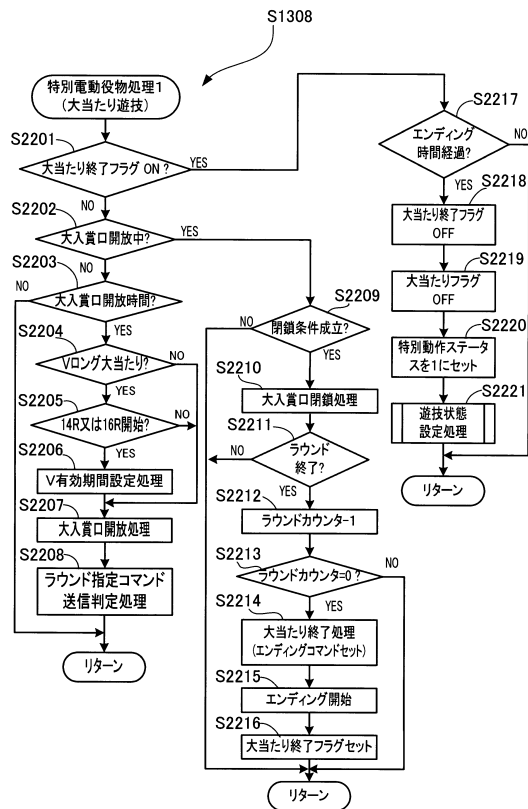 S1308
特別電動役物処理1
(大当たり遊技)
S2201
大当たり終了フラグ ON ?
YES
NO
S2202
大入賞口開放中?
YES
NO
S2203
NO
大入賞口開放時間?
YES
S2204
Vロング大当たり?
NO
YES
S2205
14R又は16R開始?
NO
YES
S2206
V有効期間設定処理
S2207
大入賞口開放処理
S2208
ラウンド指定コマンド
送信判定処理
リターン
S2209
NO
閉鎖条件成立?
YES
S2210
大入賞口閉鎖処理
S2211
NO
ラウンド
終了?
YES
S2212
ラウンドカウンタ-1
S2213
NO
ラウンドカウンタ=0 ?
YES
S2214
大当たり終了処理
(エンディングコマンドセット)
S2215
エンディング開始
S2216
大当たり終了フラグセット
リターン
S2217
エンディング
時間経過?
NO
YES
S2218
大当たり終了フラグ
OFF
S2219
大当たりフラグ
OFF
S2220
特別動作ステータ
スを1にセット
S2221
遊技状態
設定処理
リターン